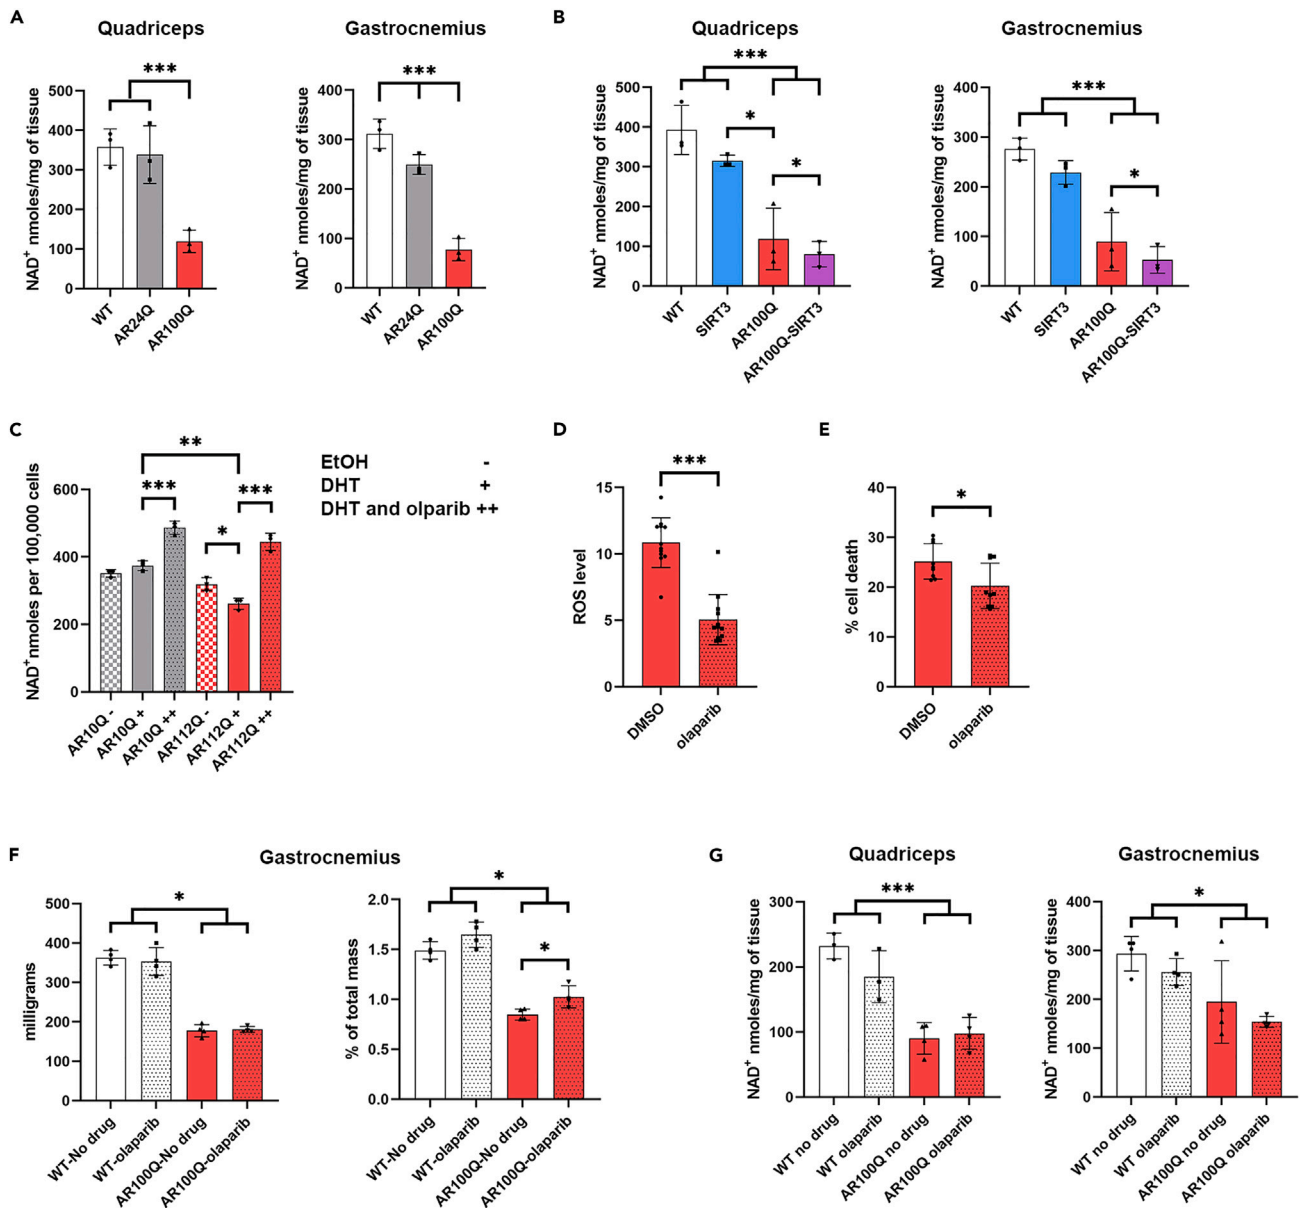 A
Quadriceps
NAD+ nmoles/mg of tissue
500
400
300
200
100
0
***
WT
AR24Q
AR100Q
Gastrocnemius
NAD+ nmoles/mg of tissue
400
300
200
100
0
***
WT
AR24Q
AR100Q
B
Quadriceps
NAD+ nmoles/mg of tissue
500
400
300
200
100
0
***
*
*
WT
SIRT3
AR100Q
AR100Q-SIRT3
Gastrocnemius
NAD+ nmoles/mg of tissue
400
300
200
100
0
***
*
WT
SIRT3
AR100Q
AR100Q-SIRT3
C
NAD+nmoles per 100,000 cells
600
400
200
0
**
***
*
***
AR10Q -
AR10Q +
AR10Q ++
AR112Q -
AR112Q +
AR112Q ++
EtOH -
DHT +
DHT and olparib ++
D
ROS level
15
10
5
0
***
DMSO
olaparib
E
% cell death
40
30
20
10
0
*
DMSO
olaparib
F
Gastrocnemius
milligrams
500
400
300
200
100
0
*
WT-No drug
WT-olaparib
AR100Q-No drug
AR100Q-olaparib
% of total mass
2.0
1.5
1.0
0.5
0.0
*
*
WT-No drug
WT-olaparib
AR100Q-No drug
AR100Q-olaparib
G
Quadriceps
NAD+ nmoles/mg of tissue
300
200
100
0
***
WT no drug
WT olaparib
AR100Q no drug
AR100Q olaparib
Gastrocnemius
NAD+ nmoles/mg of tissue
400
300
200
100
0
*
WT no drug
WT olaparib
AR100Q no drug
AR100Q olaparib